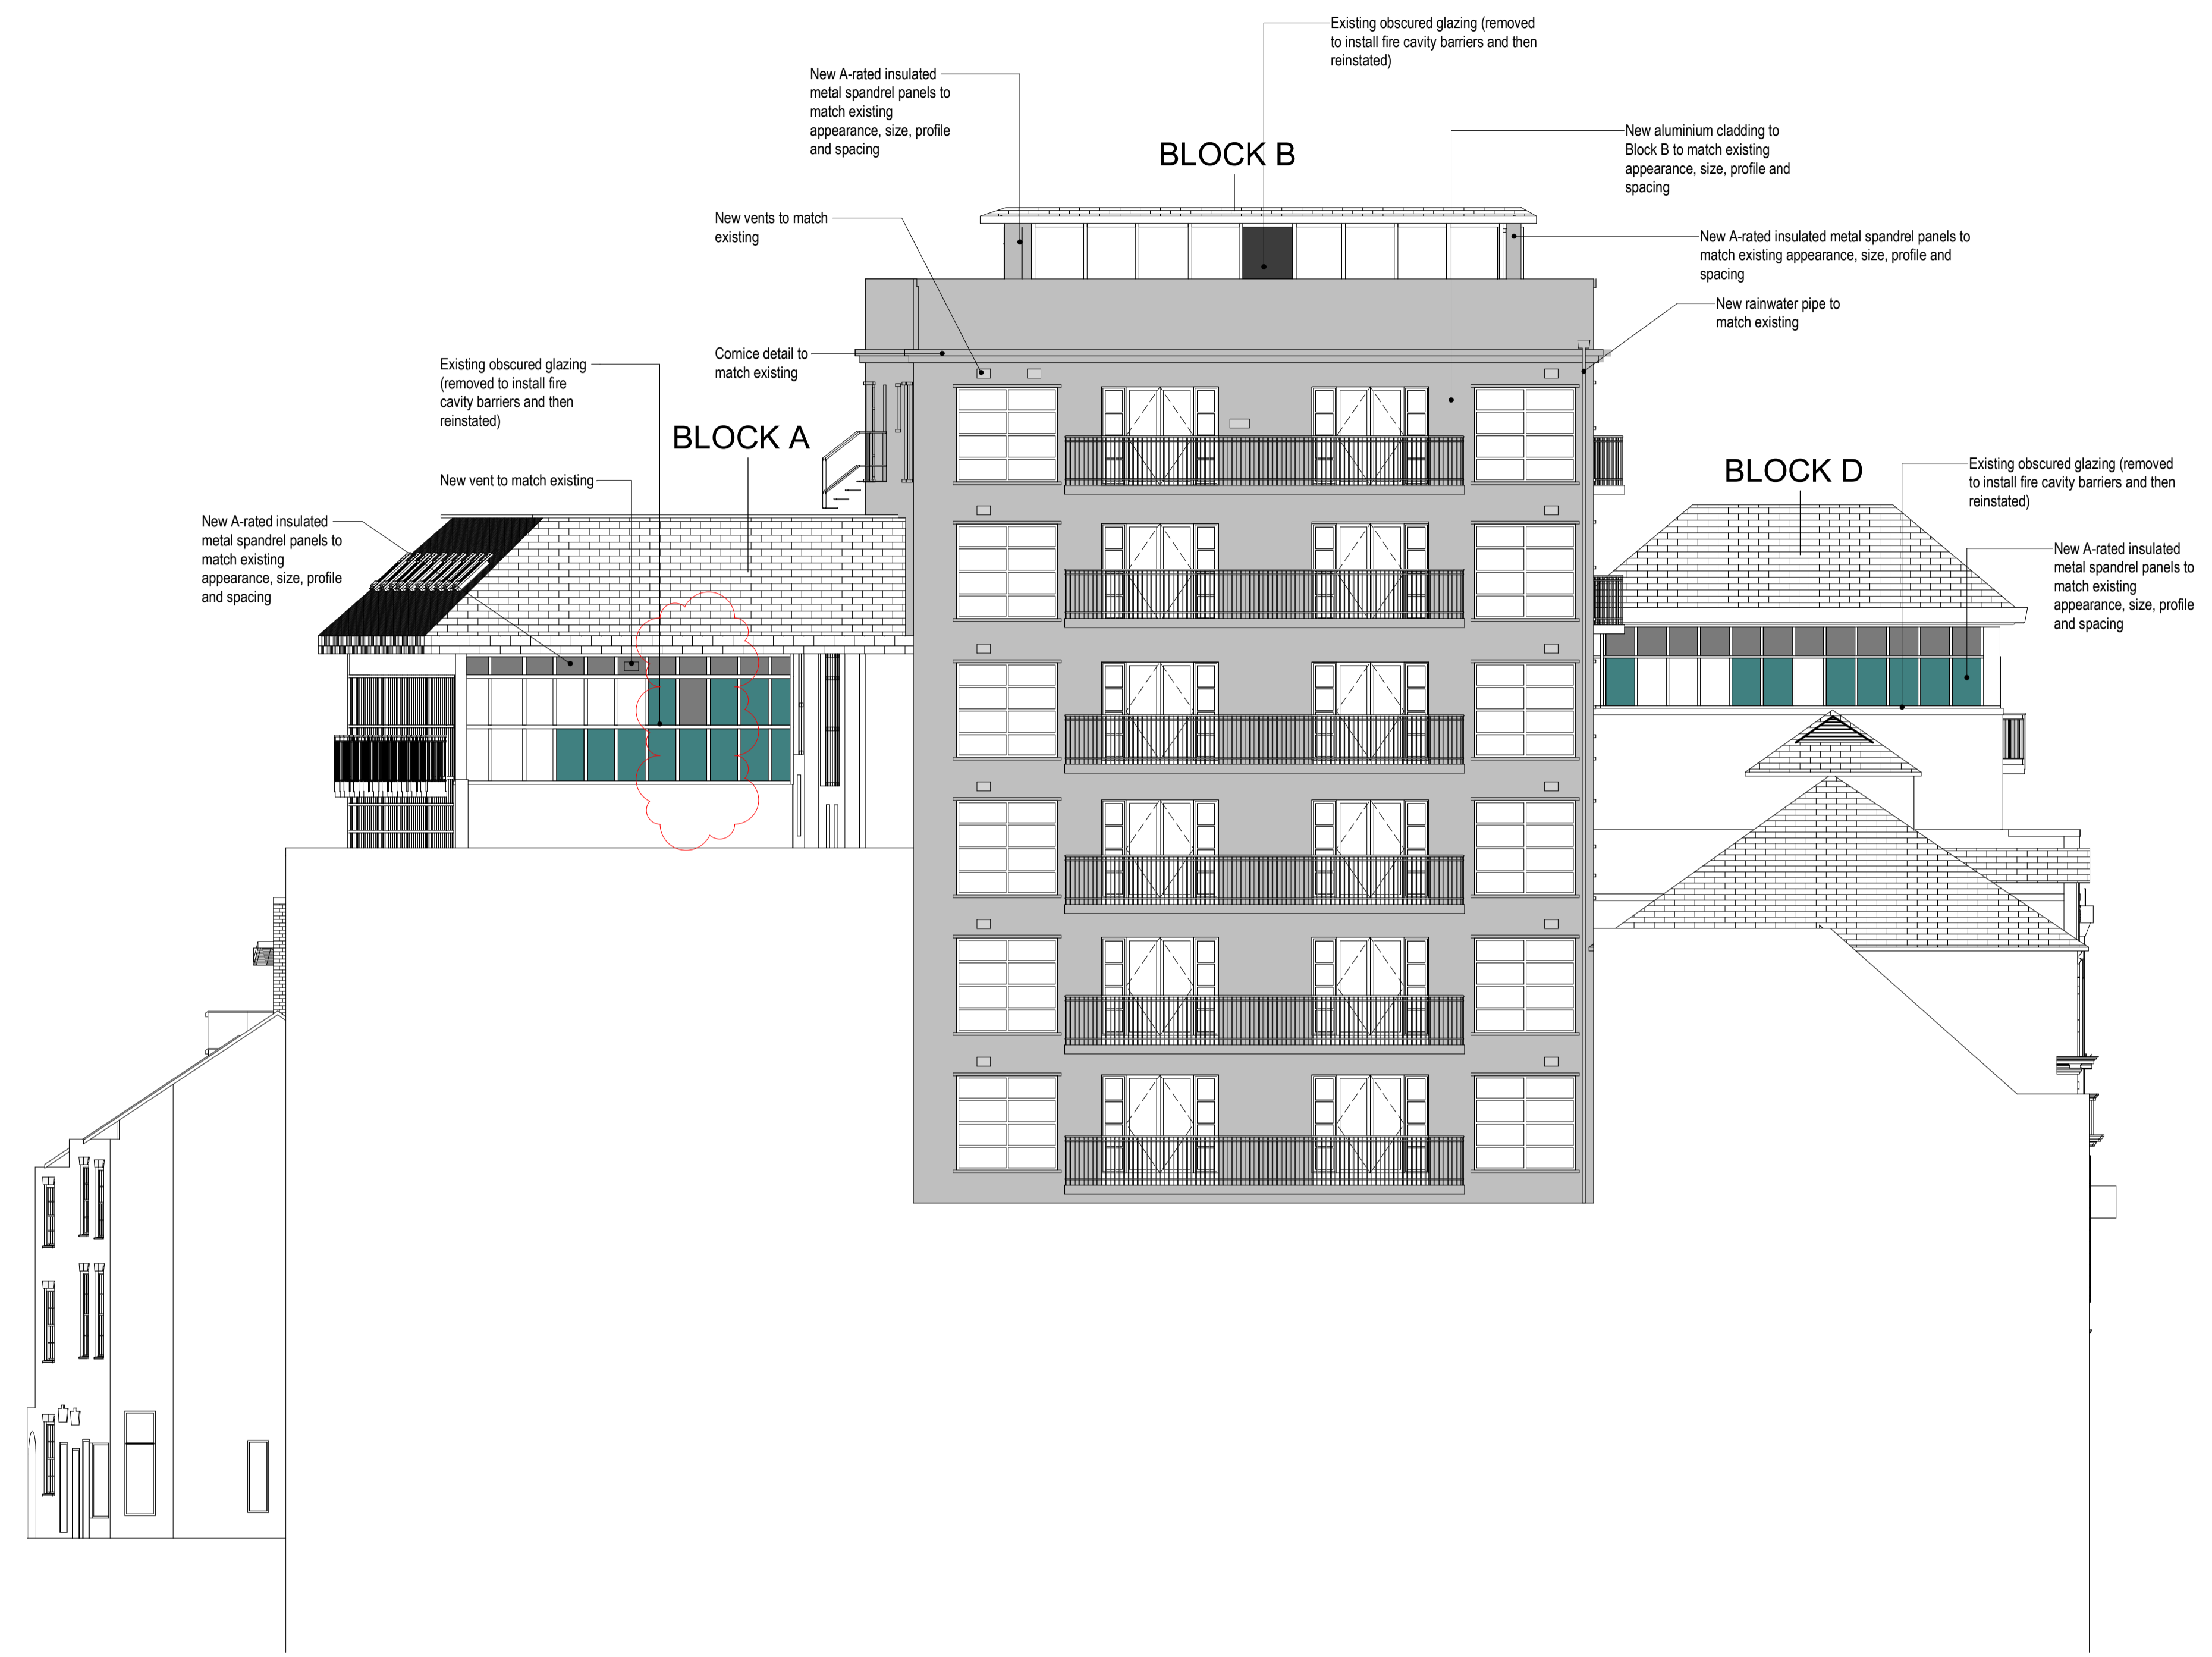 Existing obscured glazing (removed
to install fire cavity barriers and then
reinstated)
New A-rated insulated
metal spandrel panels to
match existing
appearance, size, profile
and spacing
BLOCK B
New aluminium cladding to
Block B to match existing
appearance, size, profile and
spacing
New vents to match
existing
New A-rated insulated metal spandrel panels to
match existing appearance, size, profile and
spacing
New rainwater pipe to
match existing
Cornice detail to
match existing
Existing obscured glazing
(removed to install fire
cavity barriers and then
reinstated)
BLOCK A
New vent to match existing
New A-rated insulated
metal spandrel panels to
match existing
appearance, size, profile
and spacing
BLOCK D
Existing obscured glazing (removed
to install fire cavity barriers and then
reinstated)
New A-rated insulated
metal spandrel panels to
match existing
appearance, size, profile
and spacing